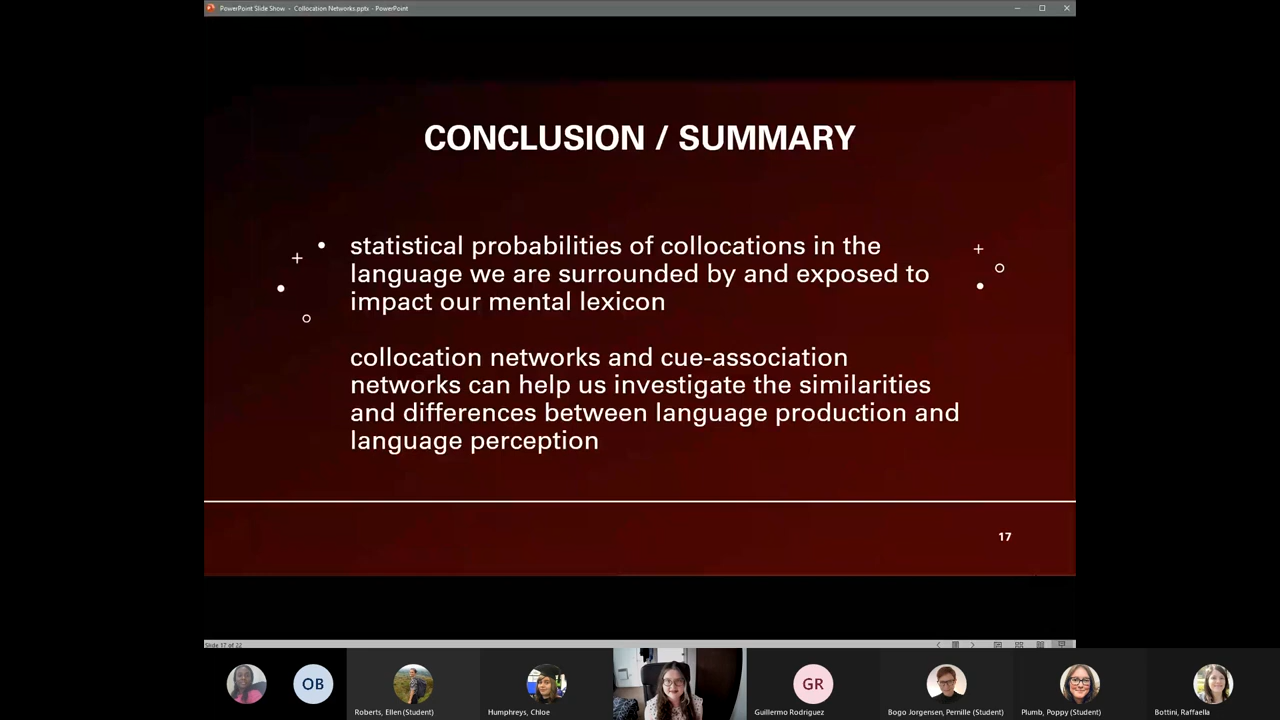 PowerPoint Slide Show - Collocation Networks.pptx - PowerPoint
CONCLUSION / SUMMARY
• statistical probabilities of collocations in the
language we are surrounded by and exposed to
impact our mental lexicon
collocation networks and cue-association
networks can help us investigate the similarities
and differences between language production and
language perception
17
Slide 17 of 22
OB
GR
Roberts, Ellen (Student)
Humphreys, Chloe
Guillermo Rodriguez
Bogo Jorgensen, Pernille (Student)
Plumb, Poppy (Student)
Bottini, Raffaella